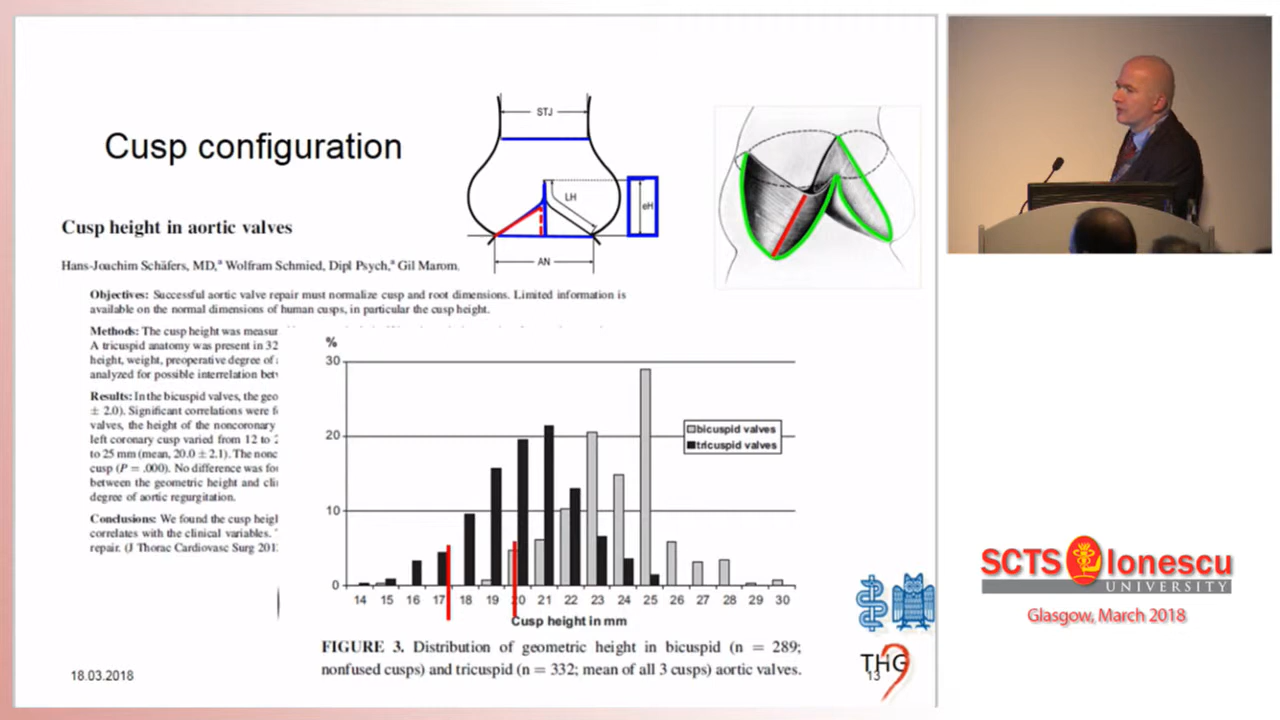 Cusp configuration
STJ
LH
eH
AN
Cusp height in aortic valves
Hans-Joachim Schäfers, MD,ᵃ Wolfram Schmied, Dipl Psych,ᵃ Gil Marom,
Objectives: Successful aortic valve repair must normalize cusp and root dimensions. Limited information is
available on the normal dimensions of human cusps, in particular the cusp height.
Methods: The cusp height was measur
A tricuspid anatomy was present in 32
height, weight, preoperative degree of
analyzed for possible interrelation bet
Results: In the bicuspid valves, the geo
± 2.0). Significant correlations were f
valves, the height of the noncoronary
left coronary cusp varied from 12 to 2
to 25 mm (mean, 20.0 ± 2.1). The nonc
cusp (P = .000). No difference was fou
between the geometric height and cli
degree of aortic regurgitation.
Conclusions: We found the cusp heigh
correlates with the clinical variables.
repair. (J Thorac Cardiovasc Surg 201
%
30
20
10
0
bicuspid valves
tricuspid valves
14 15 16 17 18 19 20 21 22 23 24 25 26 27 28 29 30
Cusp height in mm
FIGURE 3. Distribution of geometric height in bicuspid (n = 289;
nonfused cusps) and tricuspid (n = 332; mean of all 3 cusps) aortic valves.
18.03.2018
THG
13
SCTS Ionescu
UNIVERSITY
Glasgow, March 2018